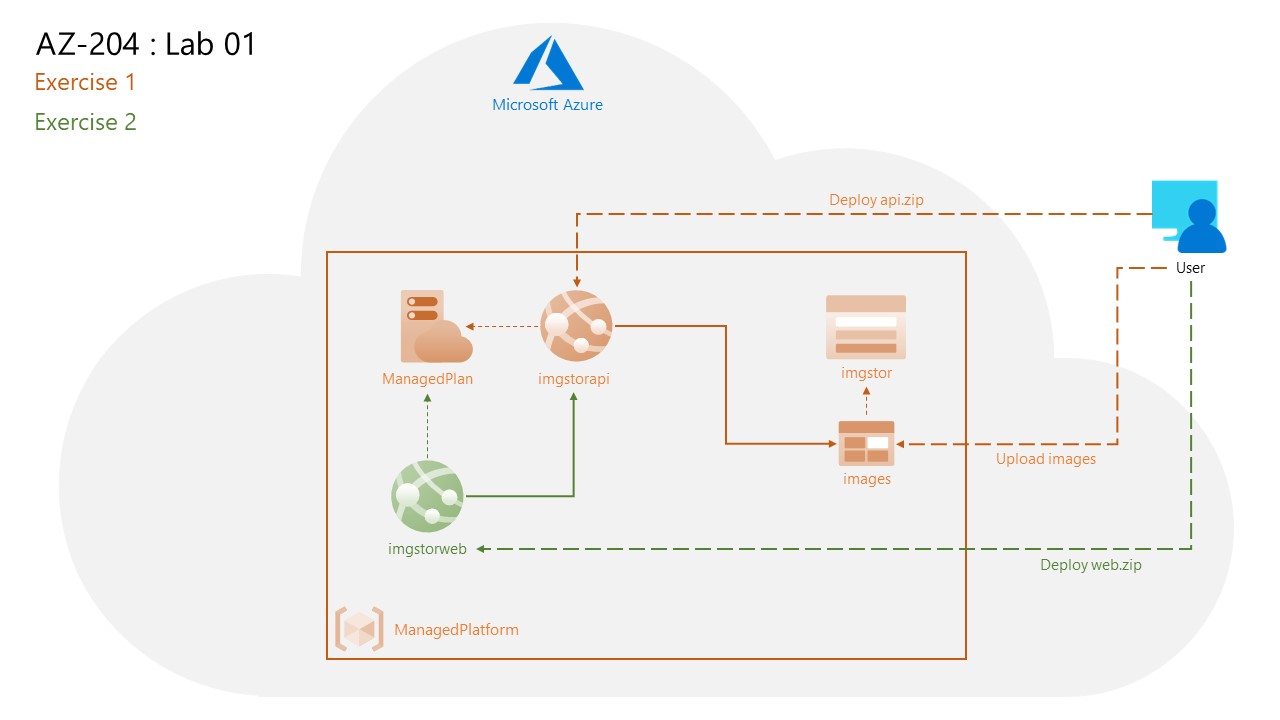 AZ-204 : Lab 01
Exercise 1
Exercise 2
Microsoft Azure
Deploy api.zip
User
ManagedPlan
imgstorapi
imgstor
images
Upload images
imgstorweb
Deploy web.zip
ManagedPlatform